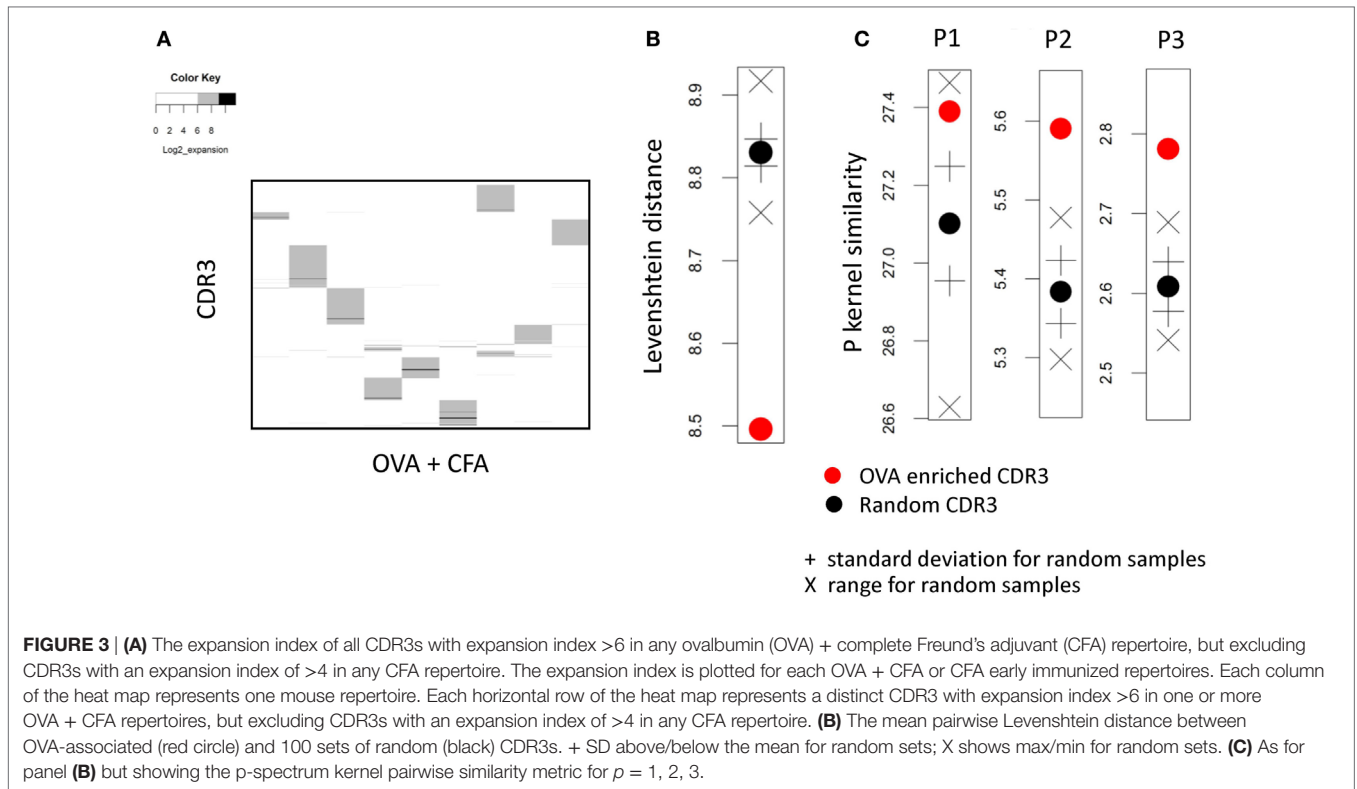 A
B
C
P1
P2
P3
Color Key
0 2 4 6 8
Log2_expansion
CDR3
OVA + CFA
Levenshtein distance
8.9
8.8
8.7
8.6
8.5
P kernel similarity
27.4
27.2
27.0
26.8
26.6
5.6
5.5
5.4
5.3
2.8
2.7
2.6
2.5
OVA enriched CDR3
Random CDR3
+ standard deviation for random samples
X range for random samples
FIGURE 3 | (A) The expansion index of all CDR3s with expansion index >6 in any ovalbumin (OVA) + complete Freund's adjuvant (CFA) repertoire, but excluding
CDR3s with an expansion index of >4 in any CFA repertoire. The expansion index is plotted for each OVA + CFA or CFA early immunized repertoires. Each column
of the heat map represents one mouse repertoire. Each horizontal row of the heat map represents a distinct CDR3 with expansion index >6 in one or more
OVA + CFA repertoires, but excluding CDR3s with an expansion index of >4 in any CFA repertoire. (B) The mean pairwise Levenshtein distance between
OVA-associated (red circle) and 100 sets of random (black) CDR3s. + SD above/below the mean for random sets; X shows max/min for random sets. (C) As for
panel (B) but showing the p-spectrum kernel pairwise similarity metric for p = 1, 2, 3.